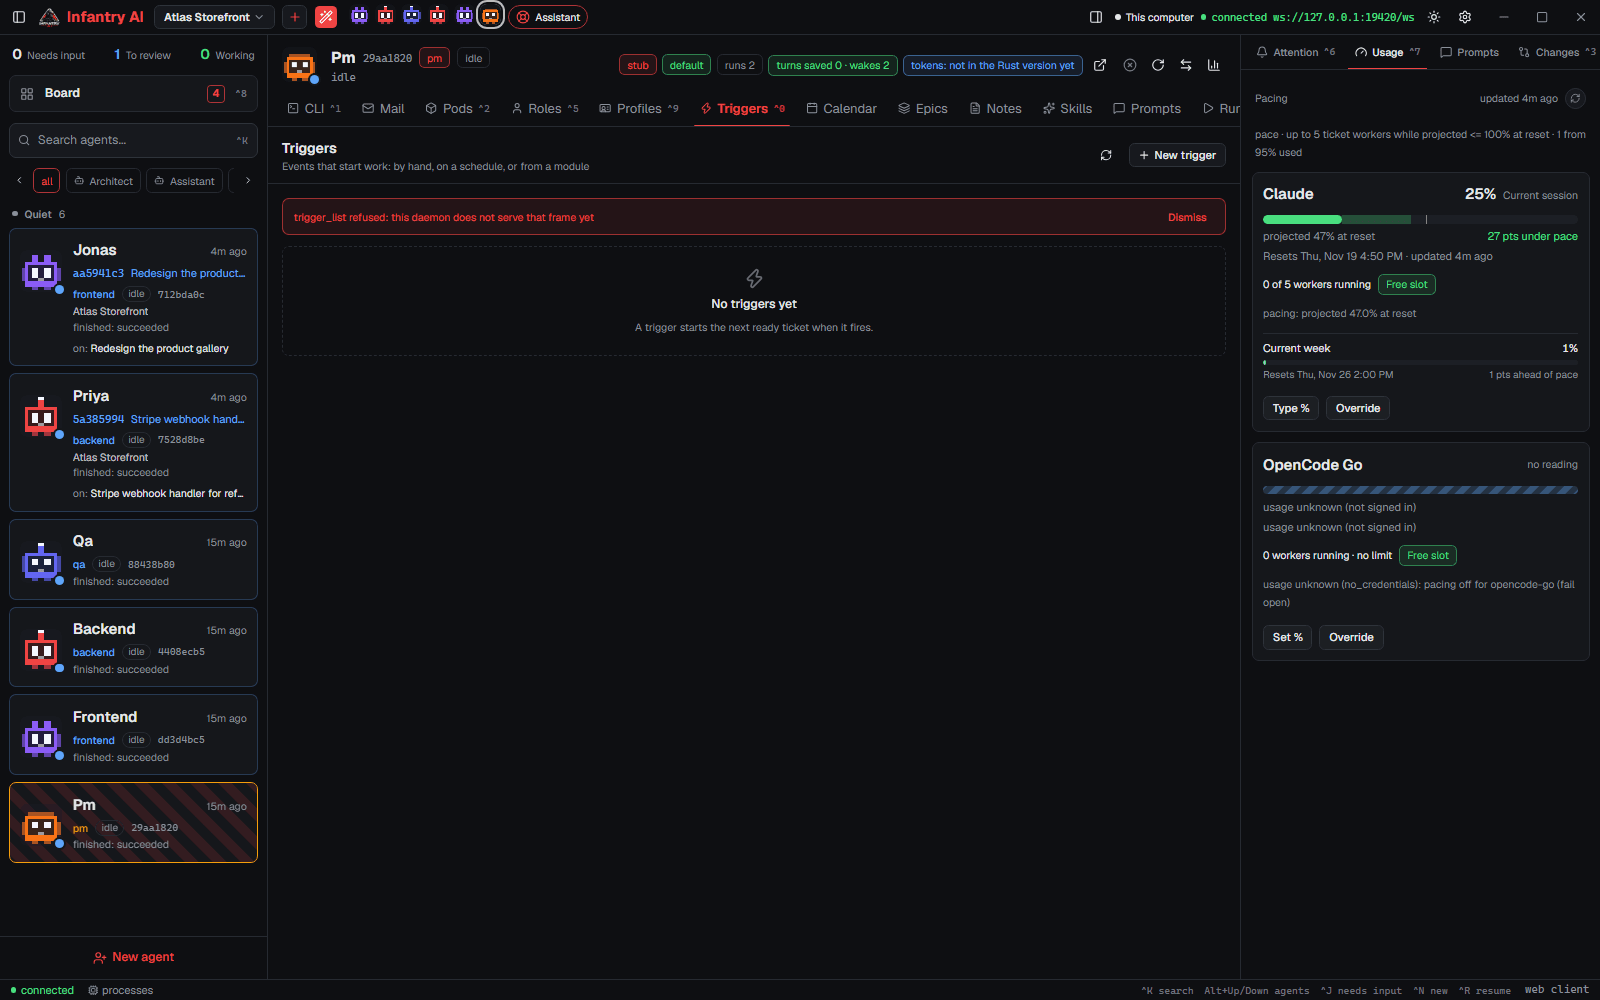 Infantry AI
Atlas Storefront
Assistant
This computer
connected ws://127.0.0.1:19420/ws
0 Needs input
1 To review
0 Working
Board 4 ^8
Search agents... ^K
all Architect Assistant
Quiet 6
Jonas 4m ago
aa5941c3 Redesign the product...
frontend idle 712bda0c
Atlas Storefront
finished: succeeded
on: Redesign the product gallery
Priya 4m ago
5a385994 Stripe webhook hand...
backend idle 7528d8be
Atlas Storefront
finished: succeeded
on: Stripe webhook handler for ref...
Qa 15m ago
qa idle 88438b80
finished: succeeded
Backend 15m ago
backend idle 4408ecb5
finished: succeeded
Frontend 15m ago
frontend idle dd3d4bc5
finished: succeeded
Pm 15m ago
pm idle 29aa1820
finished: succeeded
New agent
Pm 29aa1820 pm idle
idle
stub default runs 2 turns saved 0 · wakes 2 tokens: not in the Rust version yet
CLI ^1 Mail Pods ^2 Roles ^5 Profiles ^9 Triggers ^0 Calendar Epics Notes Skills Prompts Run
Triggers
Events that start work: by hand, on a schedule, or from a module
New trigger
trigger_list refused: this daemon does not serve that frame yet
Dismiss
No triggers yet
A trigger starts the next ready ticket when it fires.
Attention ^6 Usage ^7 Prompts Changes ^3
Pacing updated 4m ago
pace · up to 5 ticket workers while projected <= 100% at reset · 1 from
95% used
Claude 25% Current session
projected 47% at reset 27 pts under pace
Resets Thu, Nov 19 4:50 PM · updated 4m ago
0 of 5 workers running Free slot
pacing: projected 47.0% at reset
Current week 1%
Resets Thu, Nov 26 2:00 PM 1 pts ahead of pace
Type % Override
OpenCode Go no reading
usage unknown (not signed in)
usage unknown (not signed in)
0 workers running · no limit Free slot
usage unknown (no_credentials): pacing off for opencode-go (fail
open)
Set % Override
connected processes
^K search Alt+Up/Down agents ^J needs input ^N new ^R resume web client